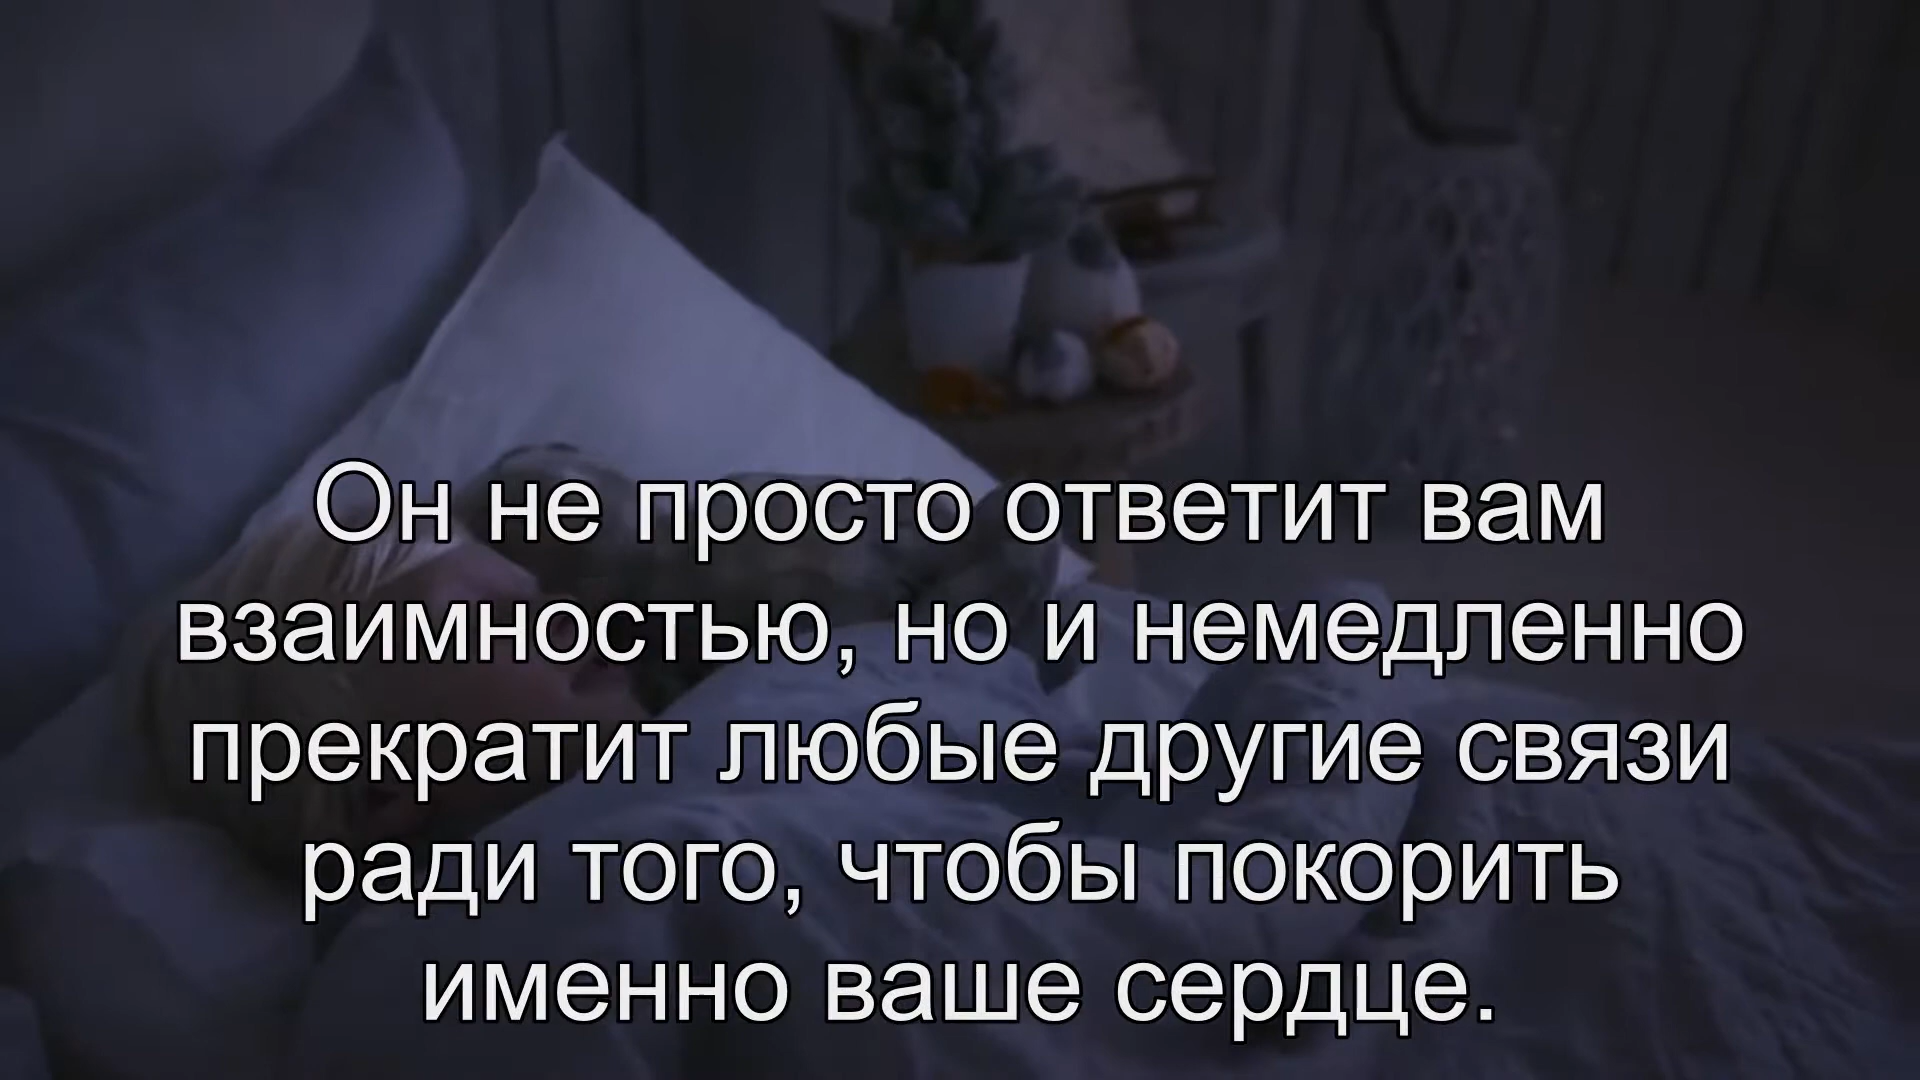 Он не просто ответит вам
взаимностью, но и немедленно
прекратит любые другие связи
ради того, чтобы покорить
именно ваше сердце.